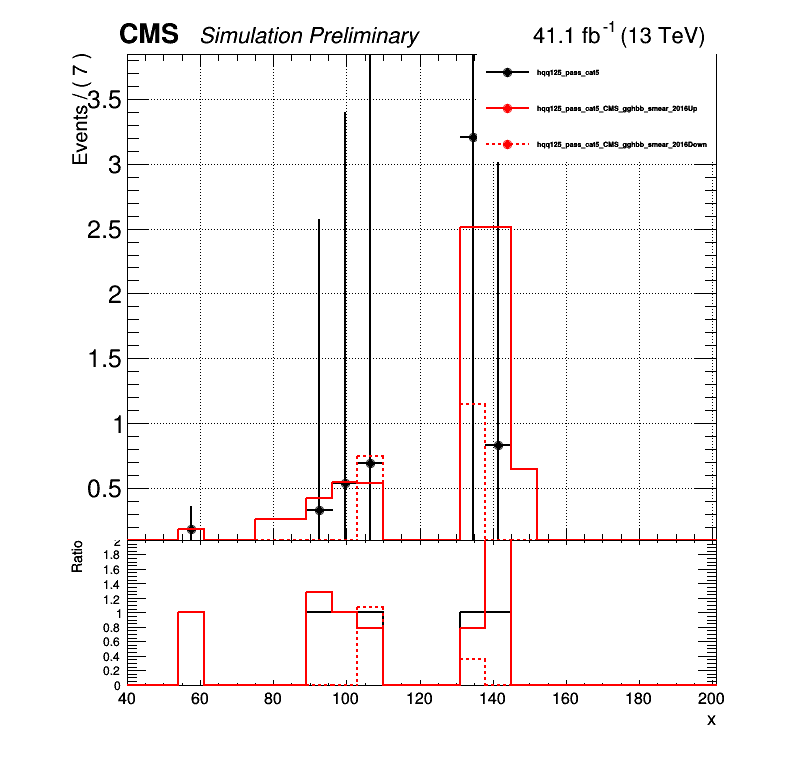 CMS Simulation Preliminary 41.1 fb-1 (13 TeV)
Events / ( 7 )
hqq125_pass_cat5
hqq125_pass_cat5_CMS_gghbb_smear_2016Up
hqq125_pass_cat5_CMS_gghbb_smear_2016Down
3.5
3
2.5
2
1.5
1
0.5
Ratio
2
1.8
1.6
1.4
1.2
1
0.8
0.6
0.4
0.2
0
40 60 80 100 120 140 160 180 200
x